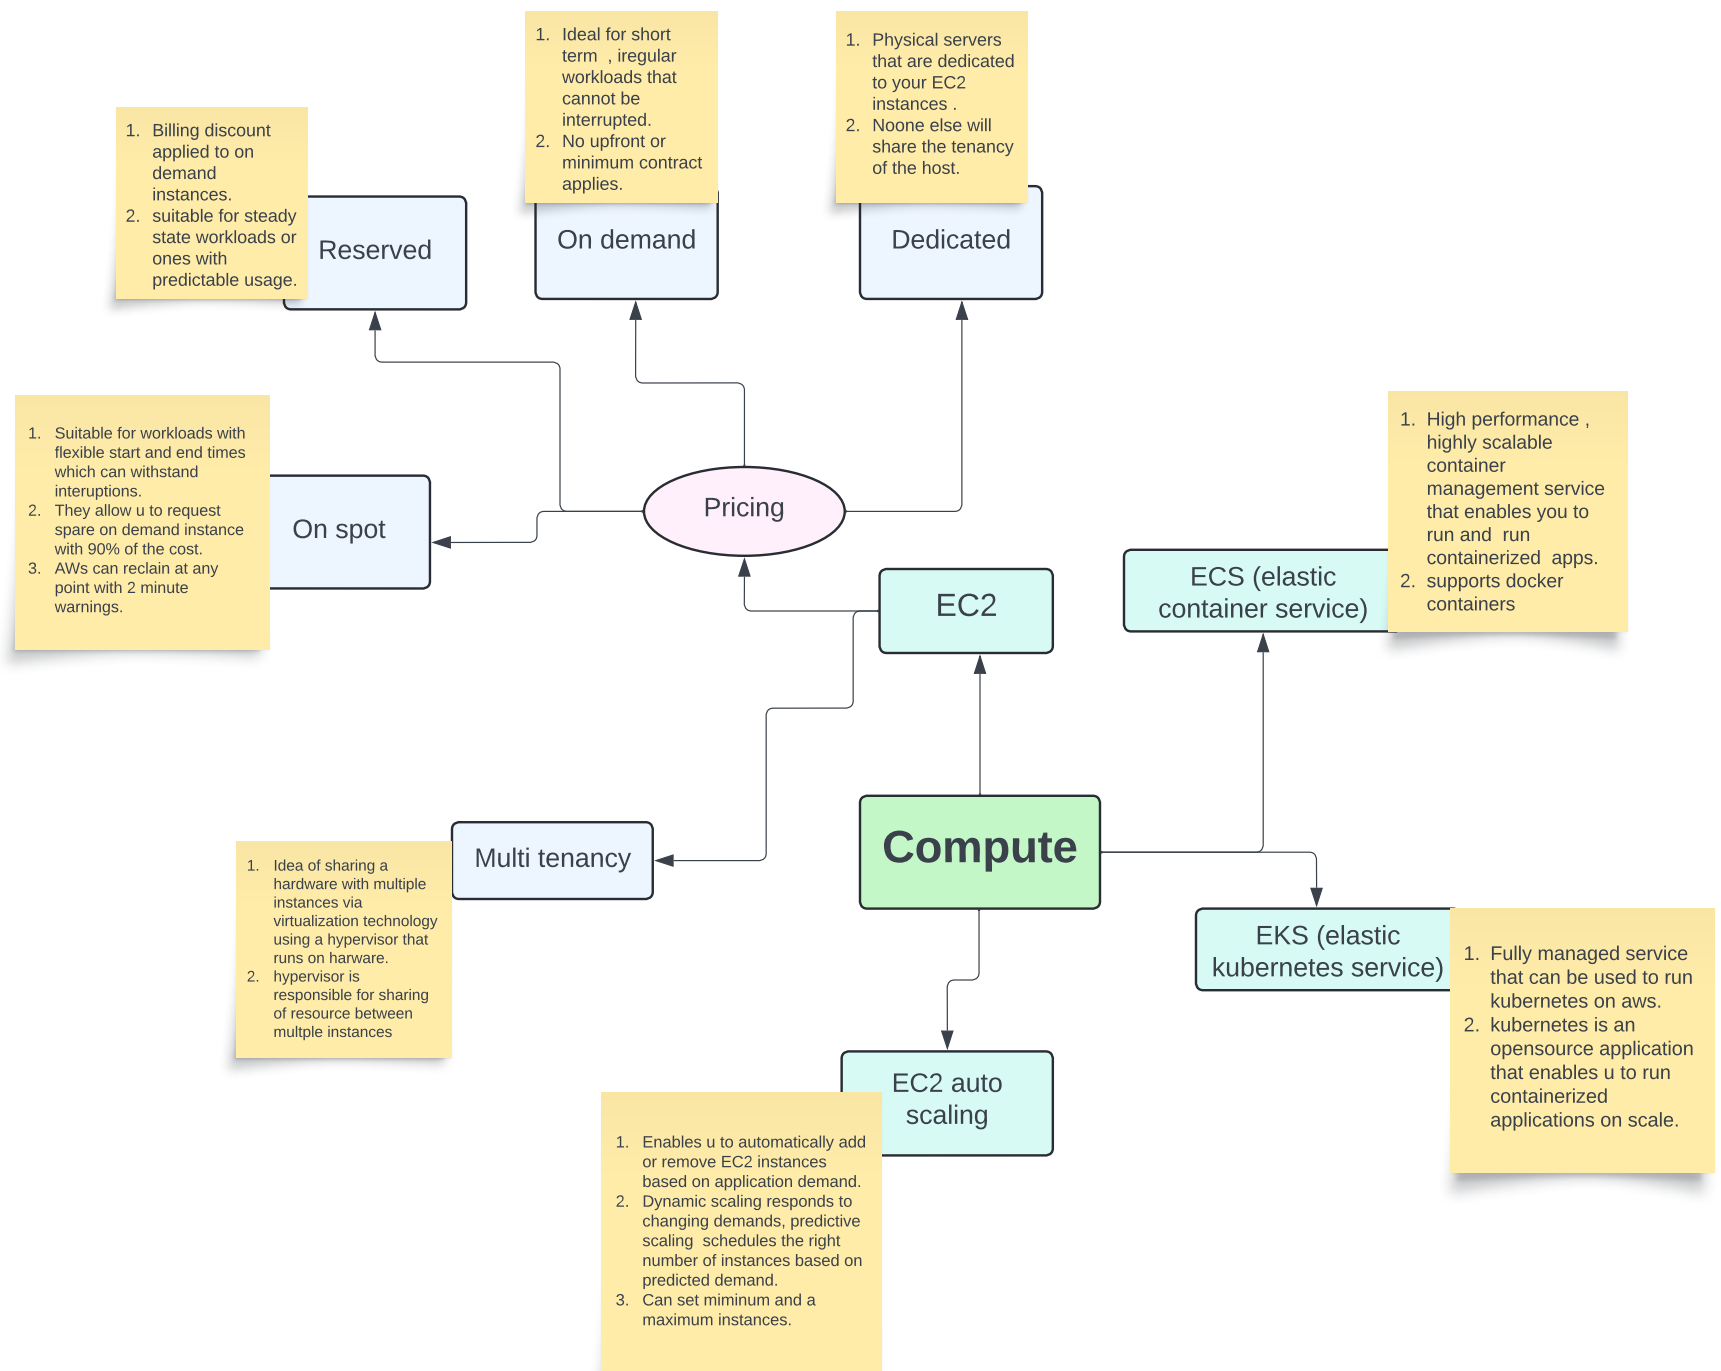 1. Ideal for short
term , iregular
workloads that
cannot be
interrupted.
2. No upfront or
minimum contract
applies.
1. Physical servers
that are dedicated
to your EC2
instances .
2. Noone else will
share the tenancy
of the host.
1. Billing discount
applied to on
demand
instances.
2. suitable for steady
state workloads or
ones with
predictable usage.
Reserved
On demand
Dedicated
1. Suitable for workloads with
flexible start and end times
which can withstand
interuptions.
2. They allow u to request
spare on demand instance
with 90% of the cost.
3. AWs can reclaim at any
point with 2 minute
warnings.
On spot
Pricing
1. High performance ,
highly scalable
container
management service
that enables you to
run and run
containerized apps.
2. supports docker
containers
ECS (elastic
container service)
EC2
Compute
Multi tenancy
1. Idea of sharing a
hardware with multiple
instances via
virtualization technology
using a hypervisor that
runs on harware.
2. hypervisor is
responsible for sharing
of resource between
multple instances
EKS (elastic
kubernetes service)
1. Fully managed service
that can be used to run
kubernetes on aws.
2. kubernetes is an
opensource application
that enables u to run
containerized
applications on scale.
EC2 auto
scaling
1. Enables u to automatically add
or remove EC2 instances
based on application demand.
2. Dynamic scaling responds to
changing demands, predictive
scaling schedules the right
number of instances based on
predicted demand.
3. Can set miminum and a
maximum instances.